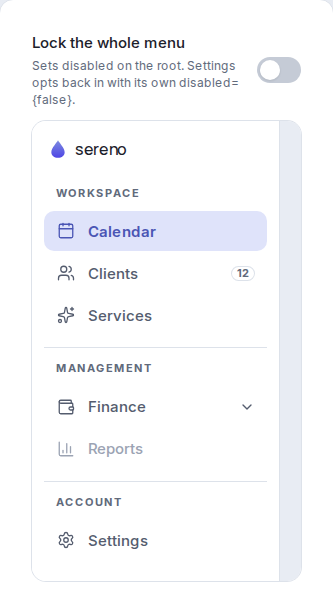 Lock the whole menu
Sets disabled on the root. Settings
opts back in with its own disabled=
{false}.
sereno
WORKSPACE
Calendar
Clients
12
Services
MANAGEMENT
Finance
Reports
ACCOUNT
Settings